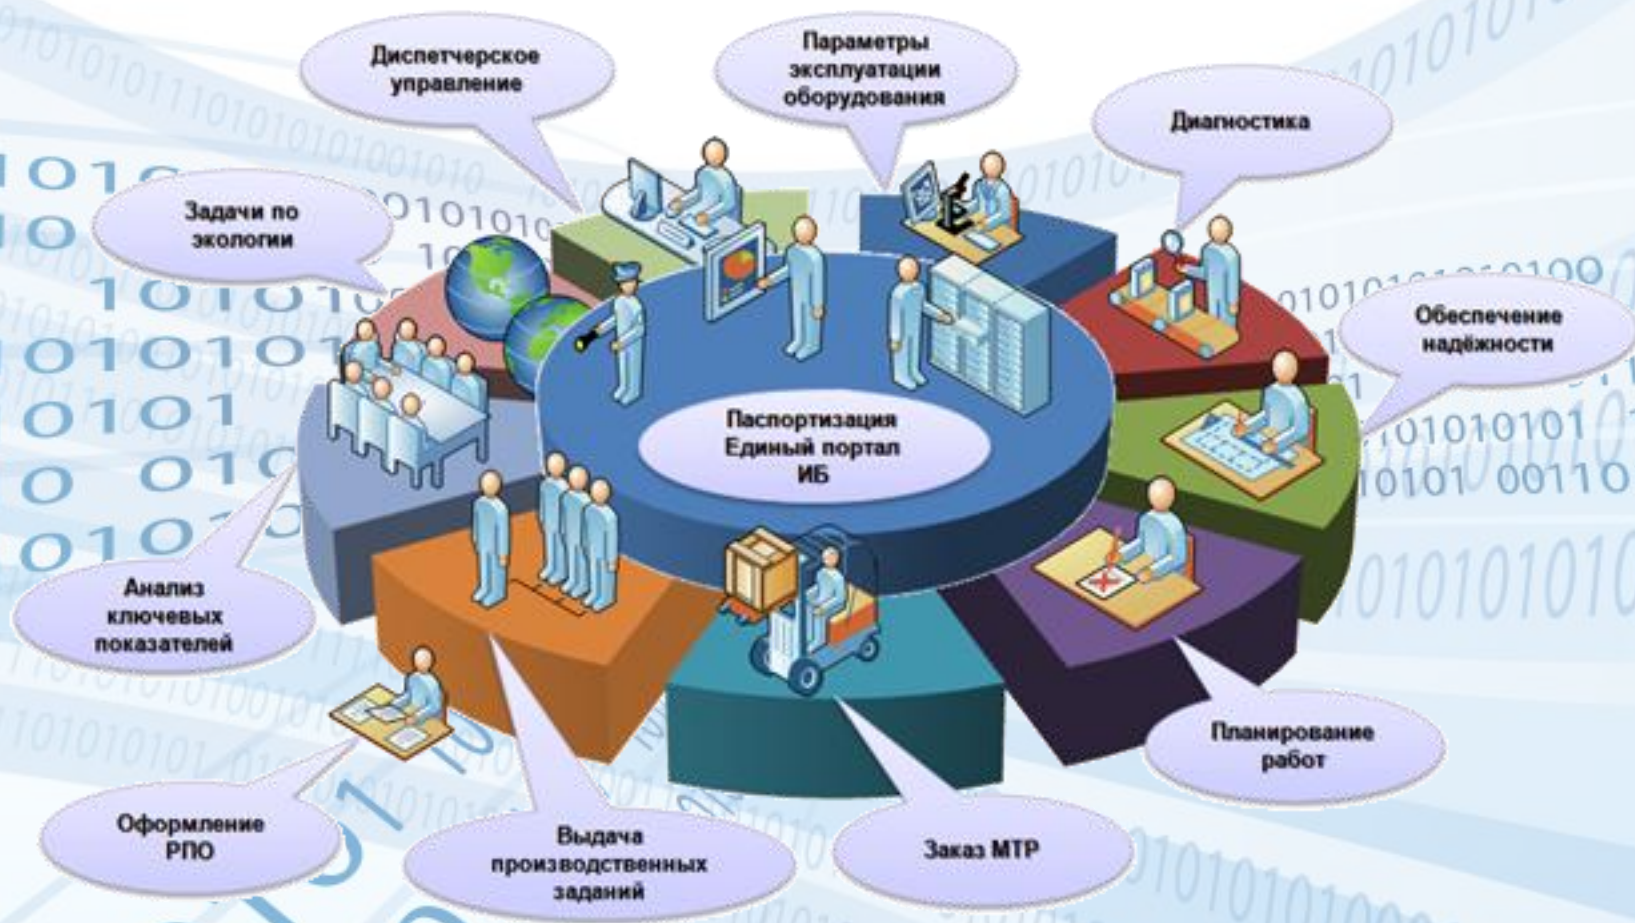 Диспетчерское
управление
Параметры
эксплуатации
оборудования
Диагностика
Задачи по
экологии
Обеспечение
надёжности
Паспортизация
Единый портал
ИБ
Анализ
ключевых
показателей
Планирование
работ
Оформление
РПО
Выдача
производственных
заданий
Заказ МТР